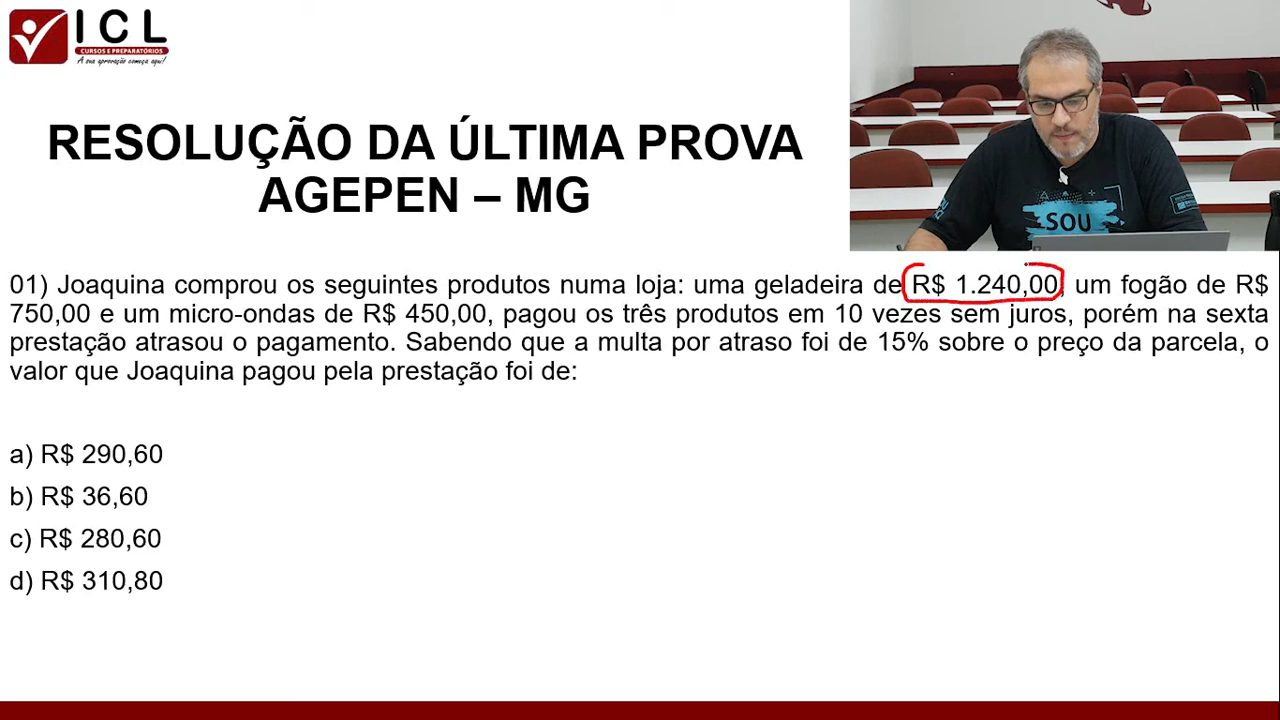 ICL
CURSOS E PREPARATÓRIOS
A sua aprovação começa aqui!
RESOLUÇÃO DA ÚLTIMA PROVA
AGEPEN – MG
SOU
01) Joaquina comprou os seguintes produtos numa loja: uma geladeira de R$ 1.240,00, um fogão de R$
750,00 e um micro-ondas de R$ 450,00, pagou os três produtos em 10 vezes sem juros, porém na sexta
prestação atrasou o pagamento. Sabendo que a multa por atraso foi de 15% sobre o preço da parcela, o
valor que Joaquina pagou pela prestação foi de:
a) R$ 290,60
b) R$ 36,60
c) R$ 280,60
d) R$ 310,80